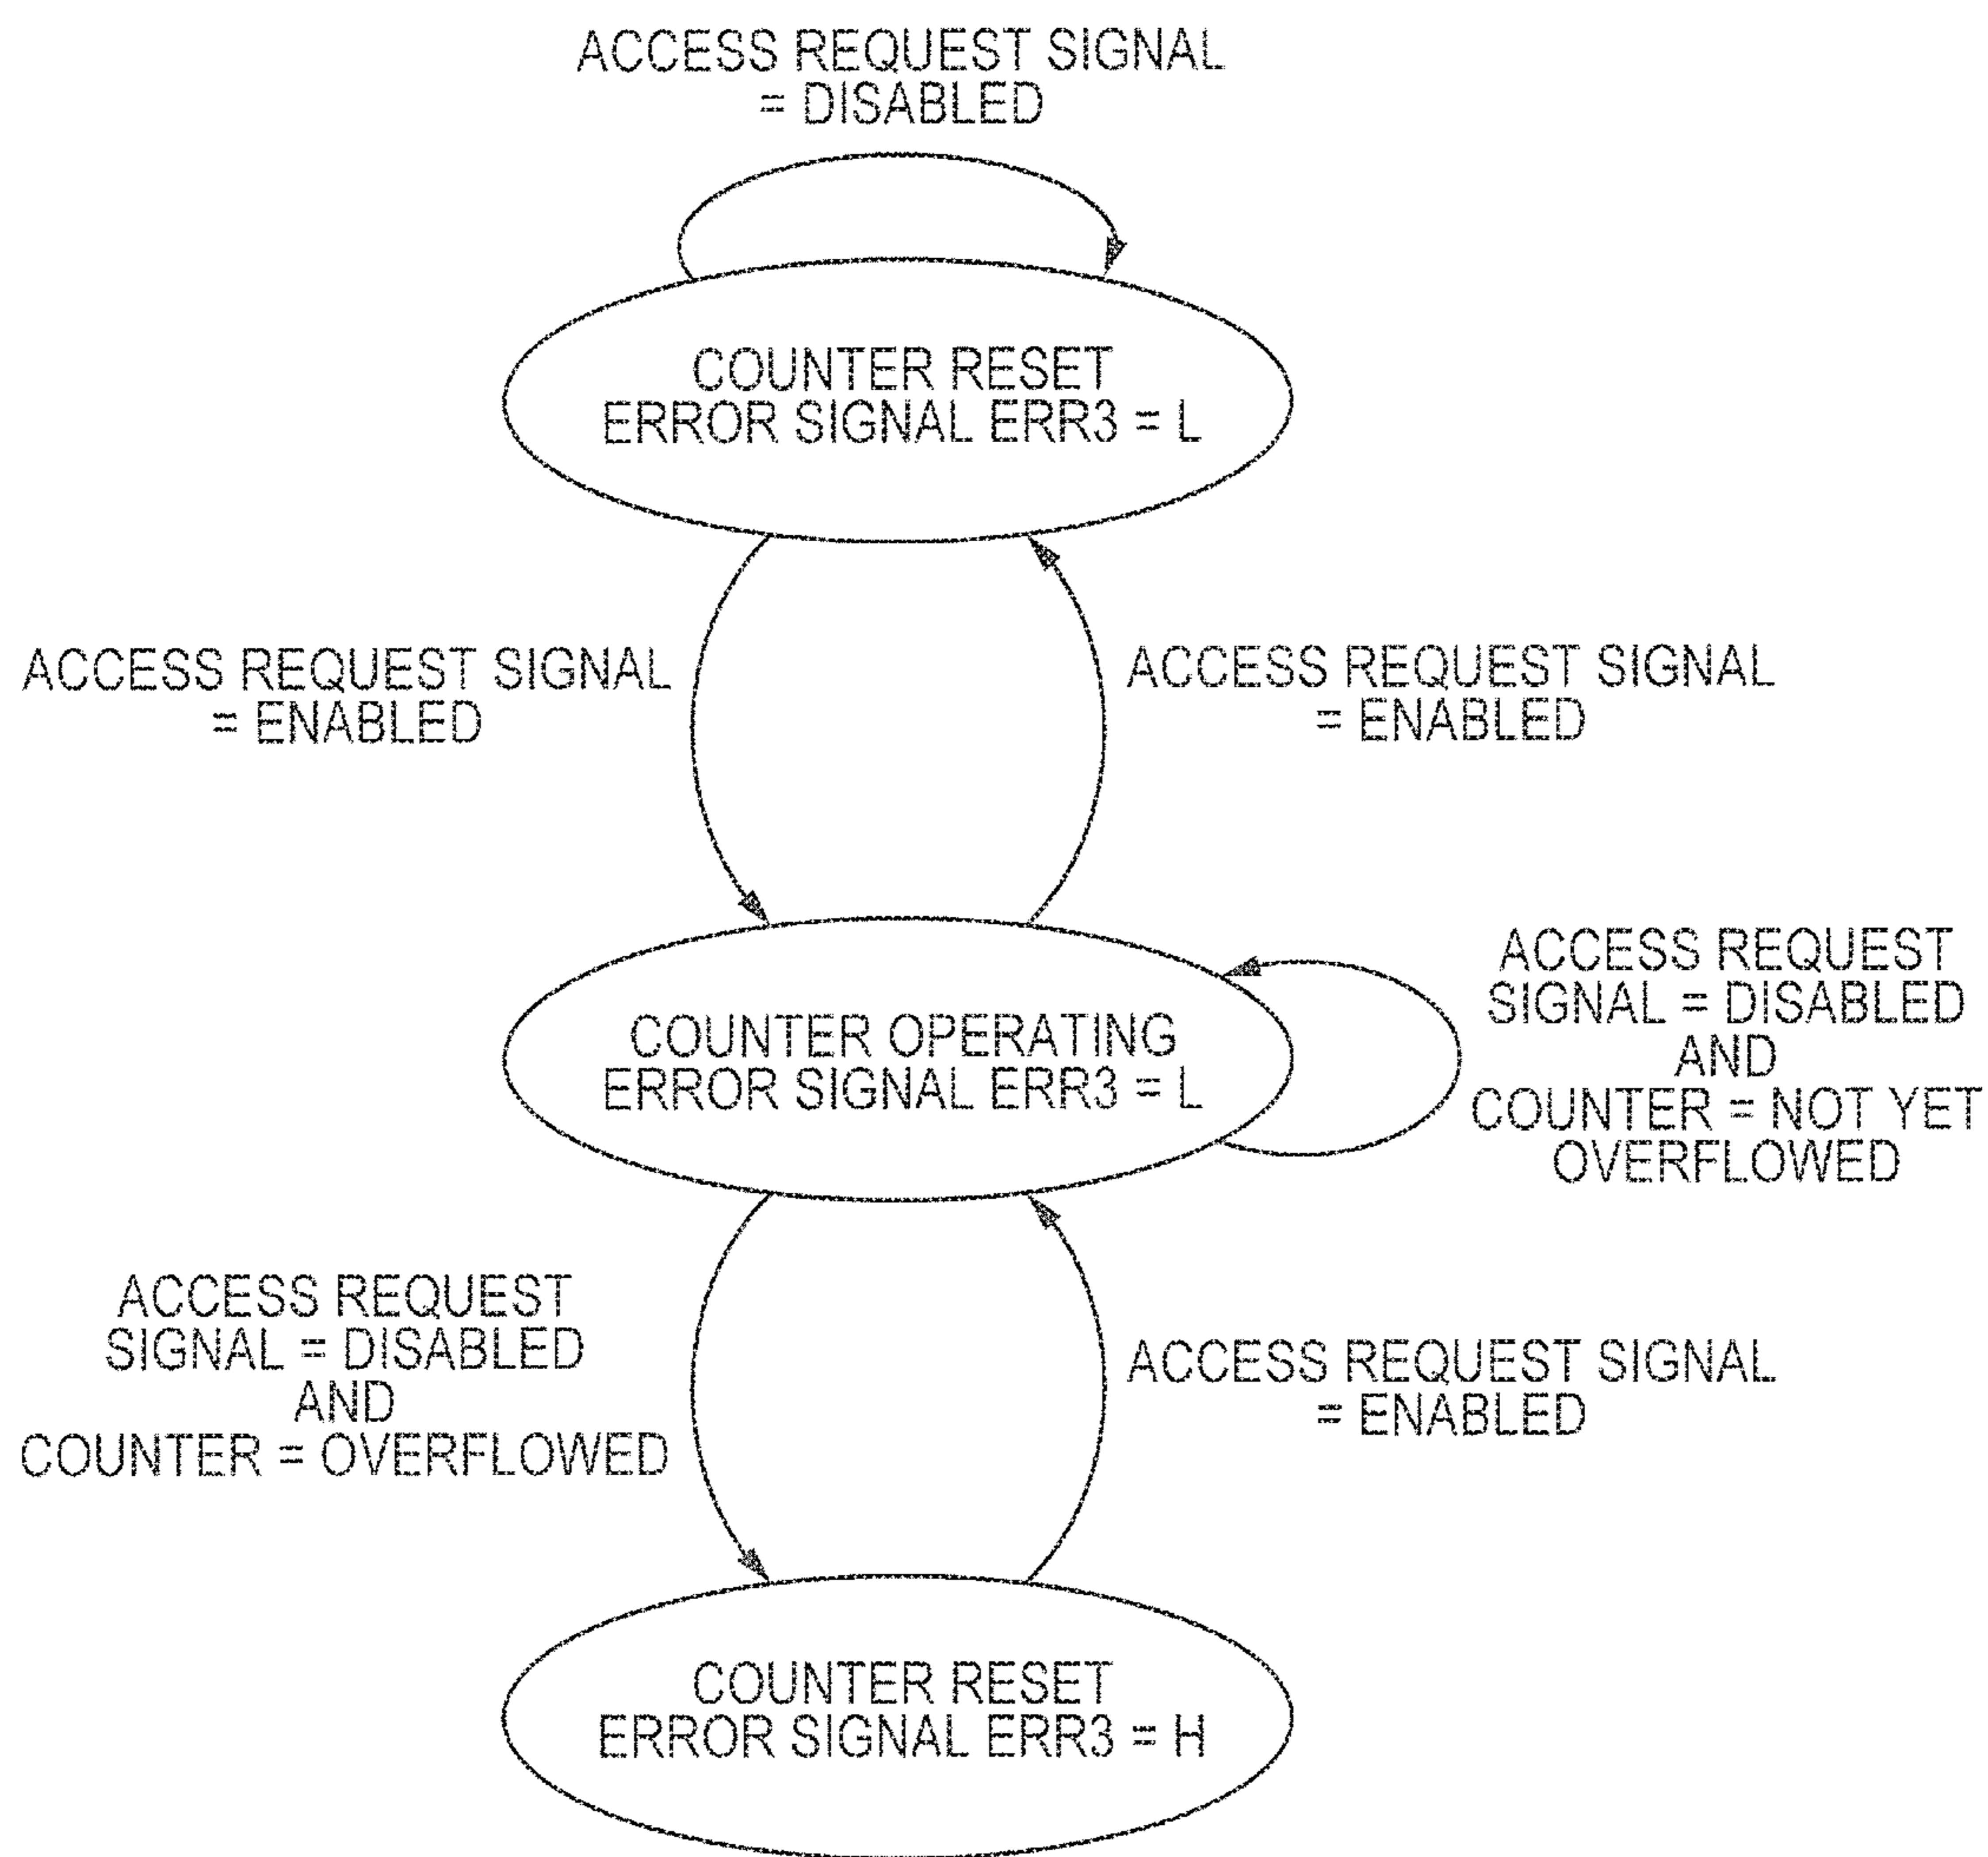 ACCESS REQUEST SIGNAL
= DISABLED
COUNTER RESET
ERROR SIGNAL ERR3 = L
ACCESS REQUEST SIGNAL
= ENABLED
ACCESS REQUEST SIGNAL
= ENABLED
COUNTER OPERATING
ERROR SIGNAL ERR3 = L
ACCESS REQUEST
SIGNAL = DISABLED
AND
COUNTER = NOT YET
OVERFLOWED
ACCESS REQUEST
SIGNAL = DISABLED
AND
COUNTER = OVERFLOWED
ACCESS REQUEST SIGNAL
= ENABLED
COUNTER RESET
ERROR SIGNAL ERR3 = H